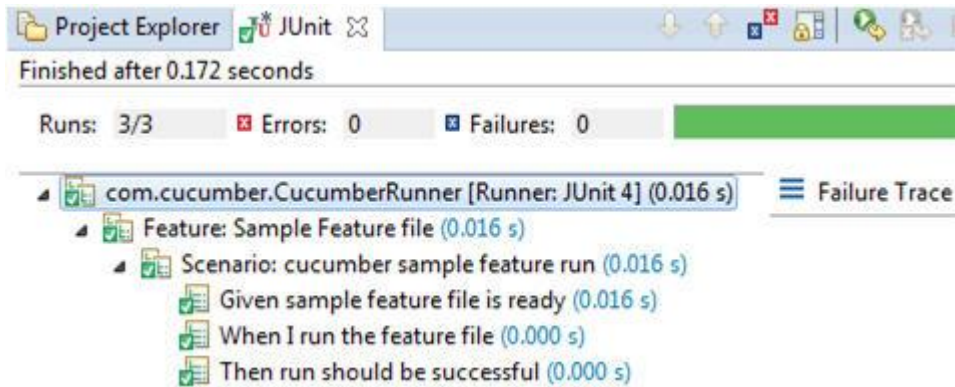 Project Explorer JUnit
Finished after 0.172 seconds
Runs: 3/3 Errors: 0 Failures: 0
com.cucumber.CucumberRunner [Runner: JUnit 4] (0.016 s) Failure Trace
Feature: Sample Feature file (0.016 s)
Scenario: cucumber sample feature run (0.016 s)
Given sample feature file is ready (0.016 s)
When I run the feature file (0.000 s)
Then run should be successful (0.000 s)